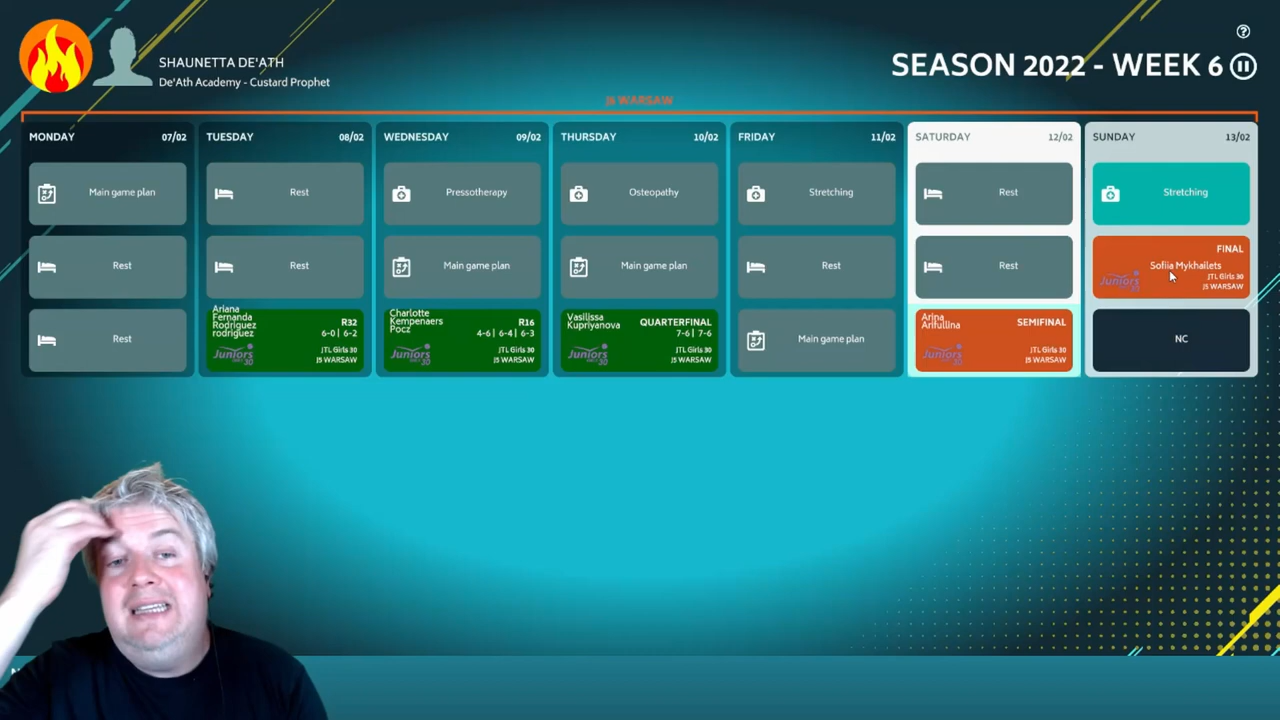 SHAUNETTA DE'ATH
De'Ath Academy - Custard Prophet
SEASON 2022 - WEEK 6
J5 WARSAW
MONDAY 07/02
Main game plan
Rest
Rest
TUESDAY 08/02
Rest
Rest
Ariana
Fernanda
Rodriguez
rodriguez
R32
6-0| 6-2
Juniors
30
JTL Girls 30
J5 WARSAW
WEDNESDAY 09/02
Pressotherapy
Main game plan
Charlotte
Kempenaers
Pocz
R16
4-6| 6-4| 6-3
Juniors
30
JTL Girls 30
J5 WARSAW
THURSDAY 10/02
Osteopathy
Main game plan
Vasilissa
Kupriyanova
QUARTERFINAL
7-6| 7-6
Juniors
30
JTL Girls 30
J5 WARSAW
FRIDAY 11/02
Stretching
Rest
Main game plan
SATURDAY 12/02
Rest
Rest
Arina
Arifullina
SEMIFINAL
Juniors
30
JTL Girls 30
J5 WARSAW
SUNDAY 13/02
Stretching
FINAL
Sofiia Mykhailets
Juniors
JTL Girls 30
J5 WARSAW
NC